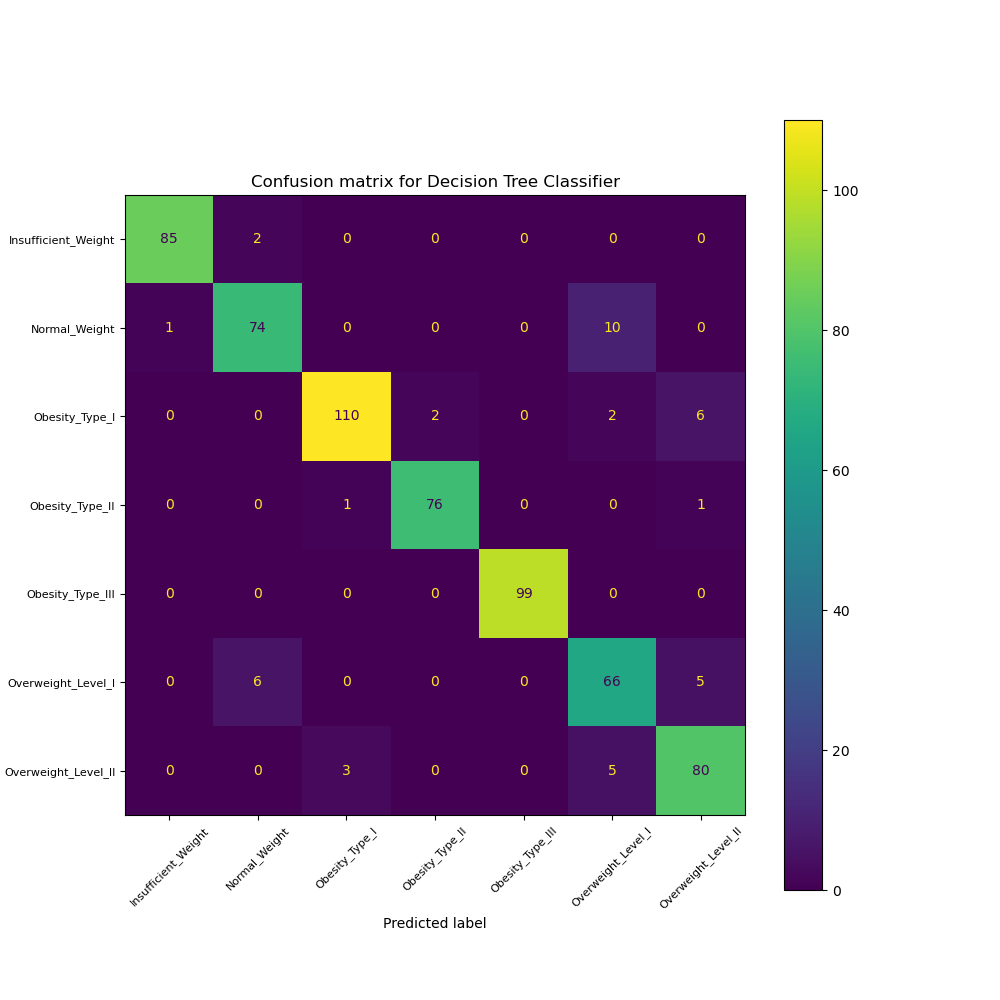 Confusion matrix for Decision Tree Classifier
Insufficient_Weight 85 2 0 0 0 0 0
Normal_Weight 1 74 0 0 0 10 0
Obesity_Type_I 0 0 110 2 0 2 6
Obesity_Type_II 0 0 1 76 0 0 1
Obesity_Type_III 0 0 0 0 99 0 0
Overweight_Level_I 0 6 0 0 0 66 5
Overweight_Level_II 0 0 3 0 0 5 80
Insufficient_Weight Normal_Weight Obesity_Type_I Obesity_Type_II Obesity_Type_III Overweight_Level_I Overweight_Level_II
Predicted label
100
80
60
40
20
0